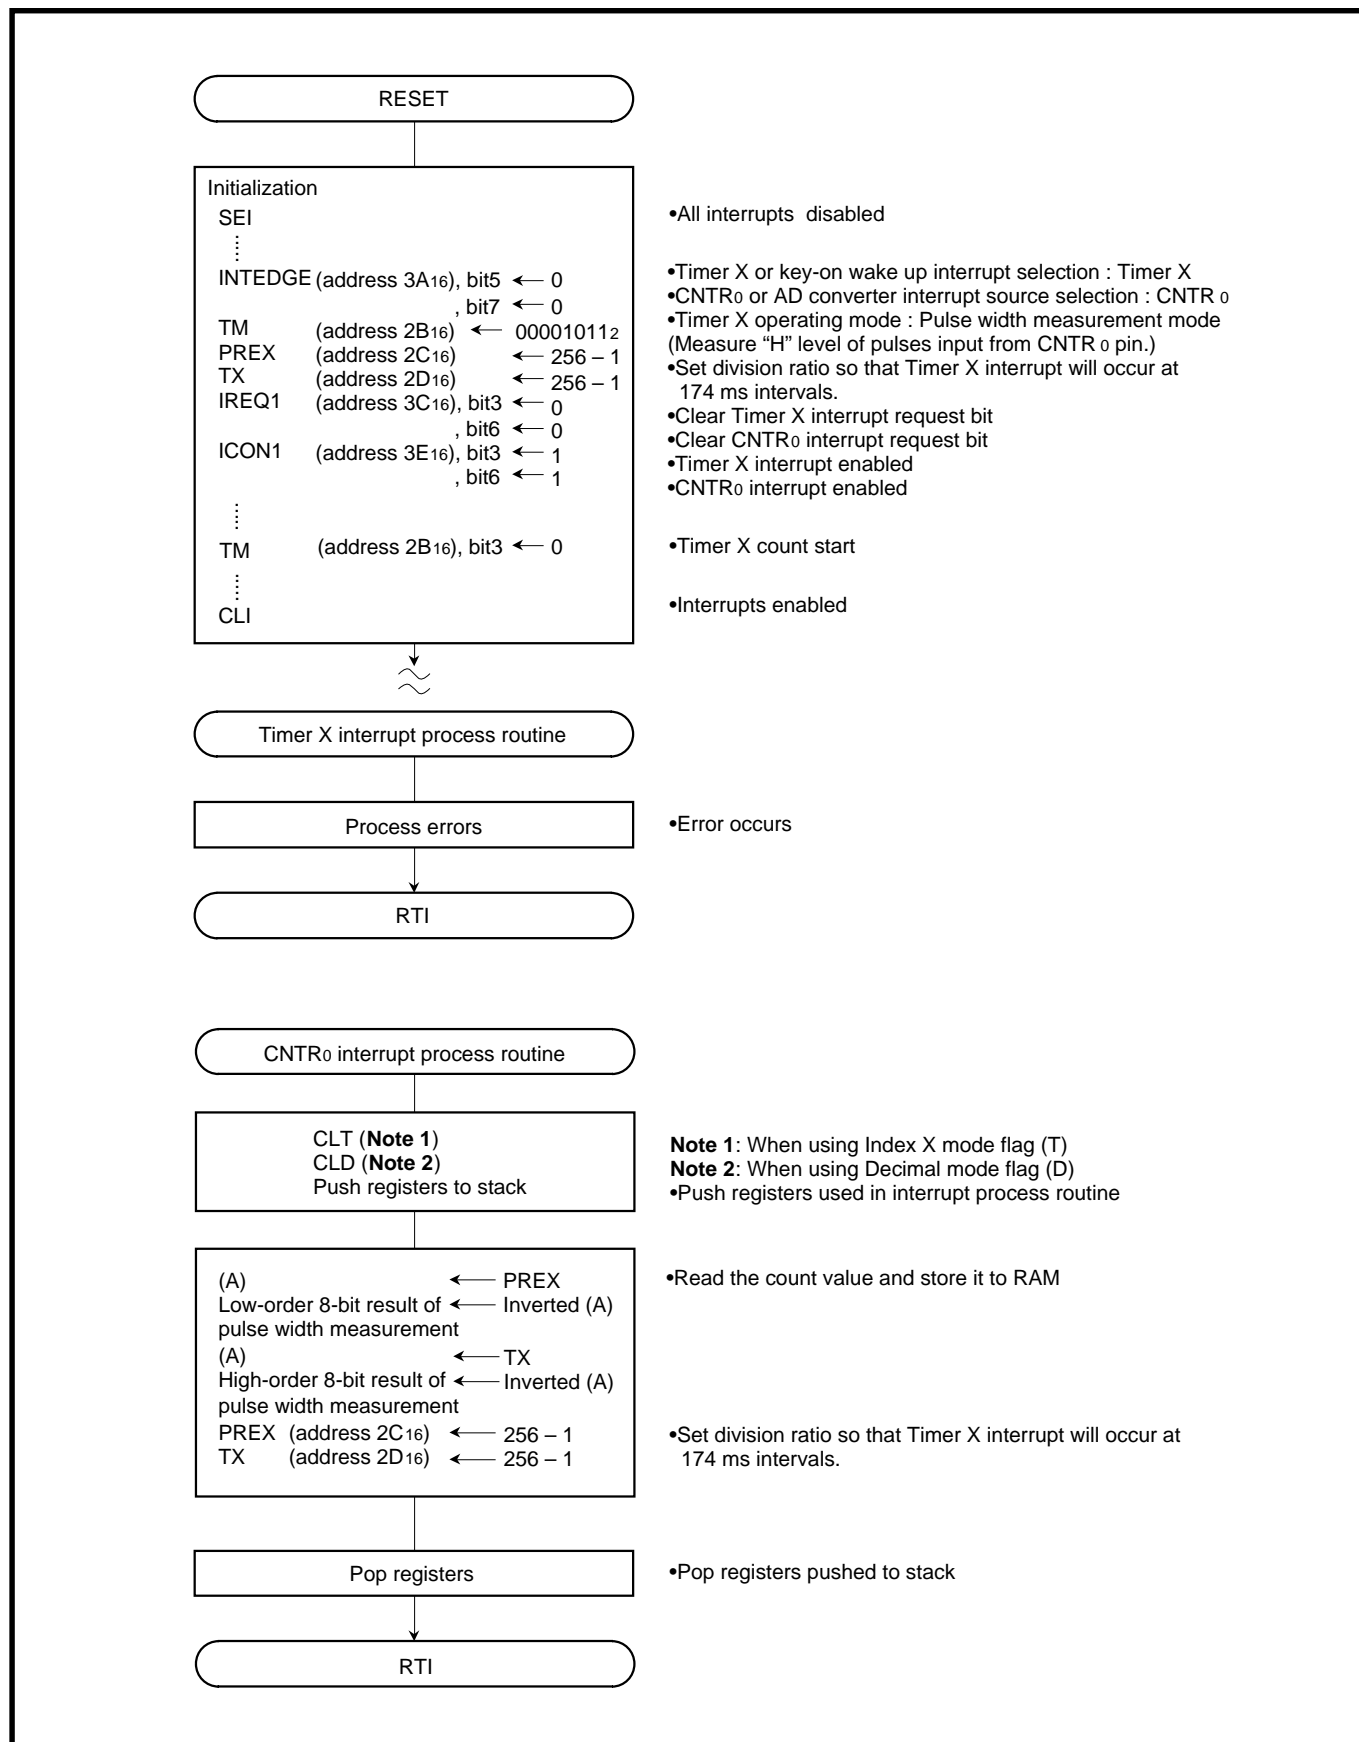 RESET
Initialization
SEI •All interrupts disabled
INTEDGE (address 3A16), bit5 ← 0 •Timer X or key-on wake up interrupt selection : Timer X
, bit7 ← 0 •CNTR0 or AD converter interrupt source selection : CNTR 0
TM (address 2B16) ← 000010112 •Timer X operating mode : Pulse width measurement mode
(Measure “H” level of pulses input from CNTR 0 pin.)
PREX (address 2C16) ← 256 – 1 •Set division ratio so that Timer X interrupt will occur at
TX (address 2D16) ← 256 – 1 174 ms intervals.
IREQ1 (address 3C16), bit3 ← 0 •Clear Timer X interrupt request bit
, bit6 ← 0 •Clear CNTR0 interrupt request bit
ICON1 (address 3E16), bit3 ← 1 •Timer X interrupt enabled
, bit6 ← 1 •CNTR0 interrupt enabled
TM (address 2B16), bit3 ← 0 •Timer X count start
CLI •Interrupts enabled
Timer X interrupt process routine
Process errors •Error occurs
RTI
CNTR0 interrupt process routine
CLT (Note 1) Note 1: When using Index X mode flag (T)
CLD (Note 2) Note 2: When using Decimal mode flag (D)
Push registers to stack •Push registers used in interrupt process routine
(A) ← PREX •Read the count value and store it to RAM
Low-order 8-bit result of ← Inverted (A)
pulse width measurement
(A) ← TX
High-order 8-bit result of ← Inverted (A)
pulse width measurement
PREX (address 2C16) ← 256 – 1 •Set division ratio so that Timer X interrupt will occur at
TX (address 2D16) ← 256 – 1 174 ms intervals.
Pop registers •Pop registers pushed to stack
RTI